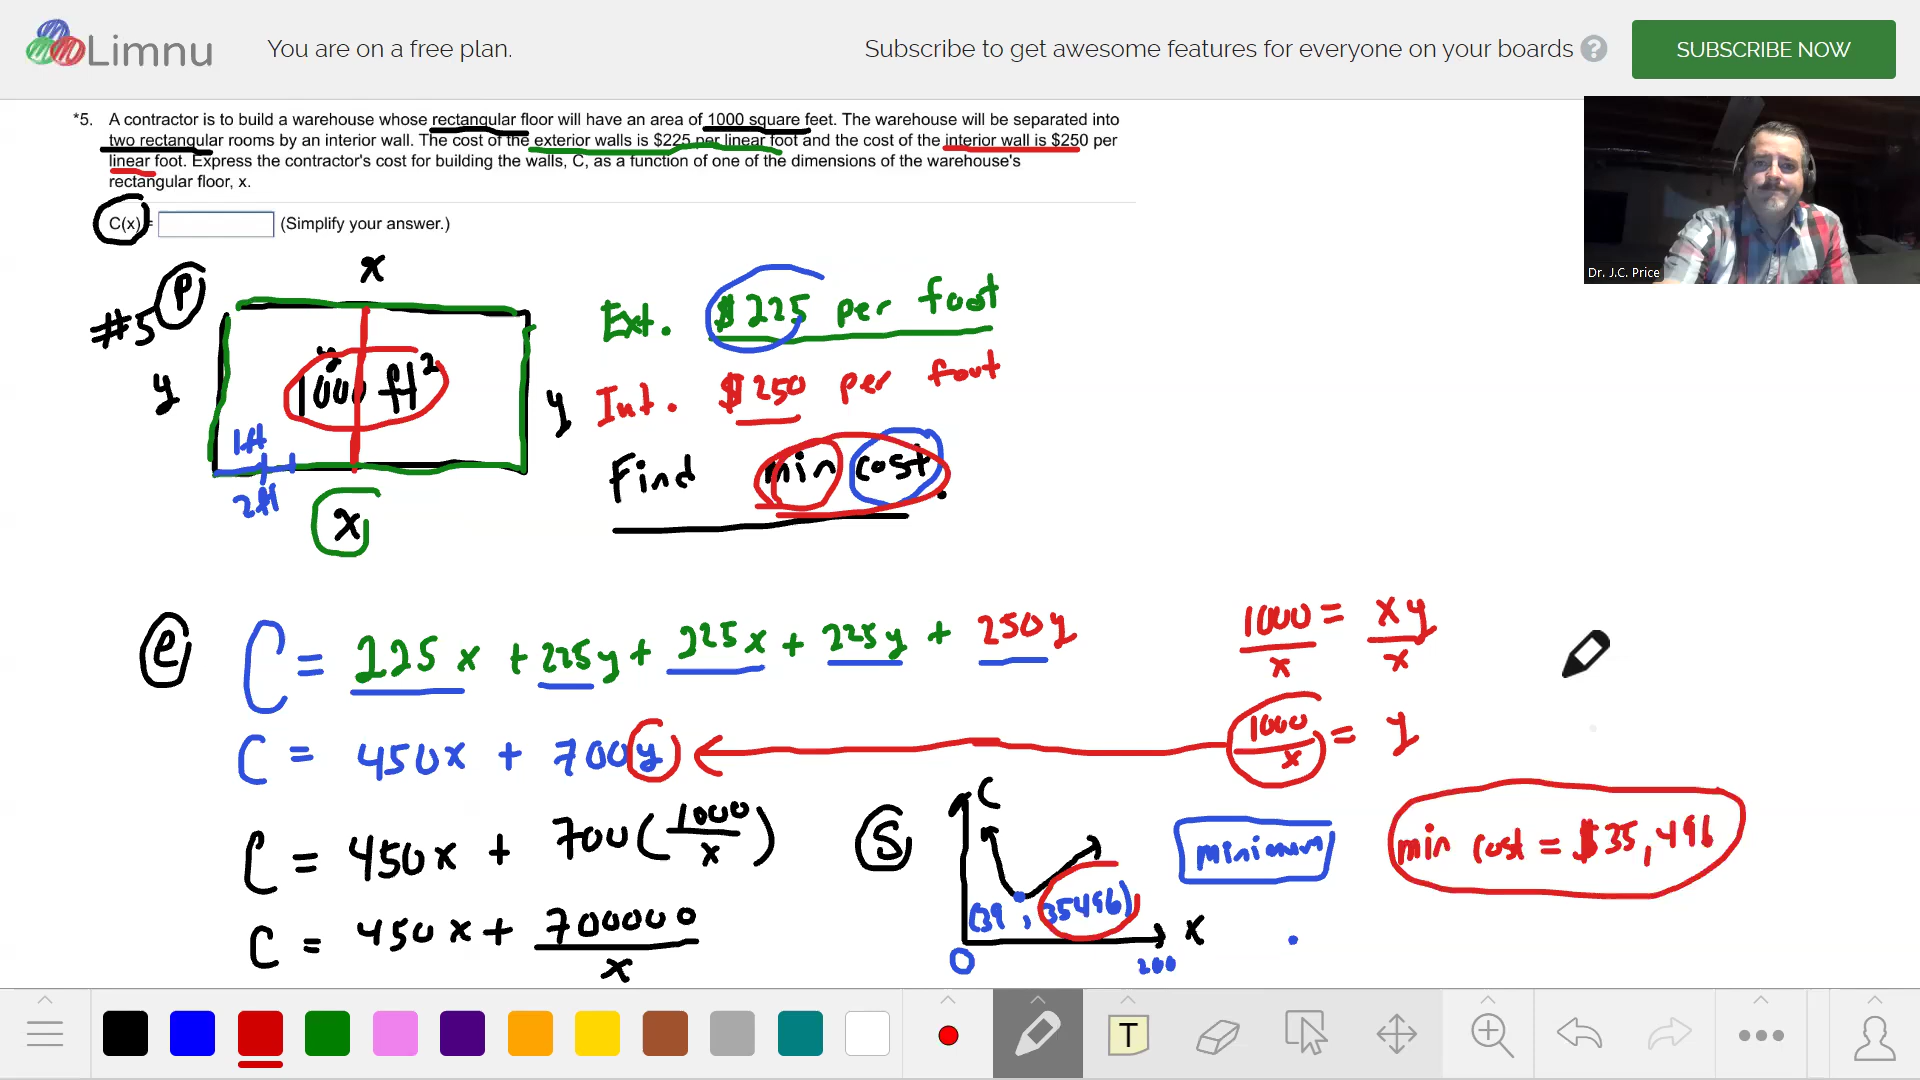 Limnu You are on a free plan. Subscribe to get awesome features for everyone on your boards ? SUBSCRIBE NOW
*5. A contractor is to build a warehouse whose rectangular floor will have an area of 1000 square feet. The warehouse will be separated into
two rectangular rooms by an interior wall. The cost of the exterior walls is $225 per linear foot and the cost of the interior wall is $250 per
linear foot. Express the contractor's cost for building the walls, C, as a function of one of the dimensions of the warehouse's
rectangular floor, x.
C(x) = (Simplify your answer.)
Dr. J.C. Price
#5 P
x
y
y
1000 ft²
y
1ft
2ft
x
Ext. $225 per foot
Int. $250 per foot
Find min cost.
e
C = 225x + 225y + 225x + 225y + 250y
C = 450x + 700y
C = 450x + 700(1000/x)
C = 450x + 700000/x
1000/x = xy/x
1000/x = y
S
C
(39, 35496)
x
0
200
minimum
min cost = $35,496
T